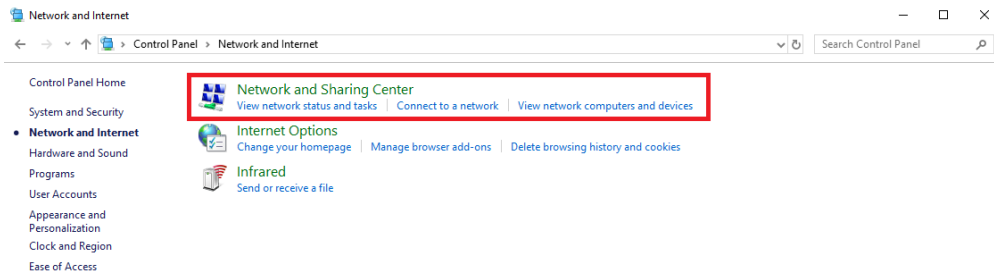 Network and Internet
Control Panel > Network and Internet
Search Control Panel
Control Panel Home
System and Security
Network and Internet
Hardware and Sound
Programs
User Accounts
Appearance and
Personalization
Clock and Region
Ease of Access
Network and Sharing Center
View network status and tasks | Connect to a network | View network computers and devices
Internet Options
Change your homepage | Manage browser add-ons | Delete browsing history and cookies
Infrared
Send or receive a file